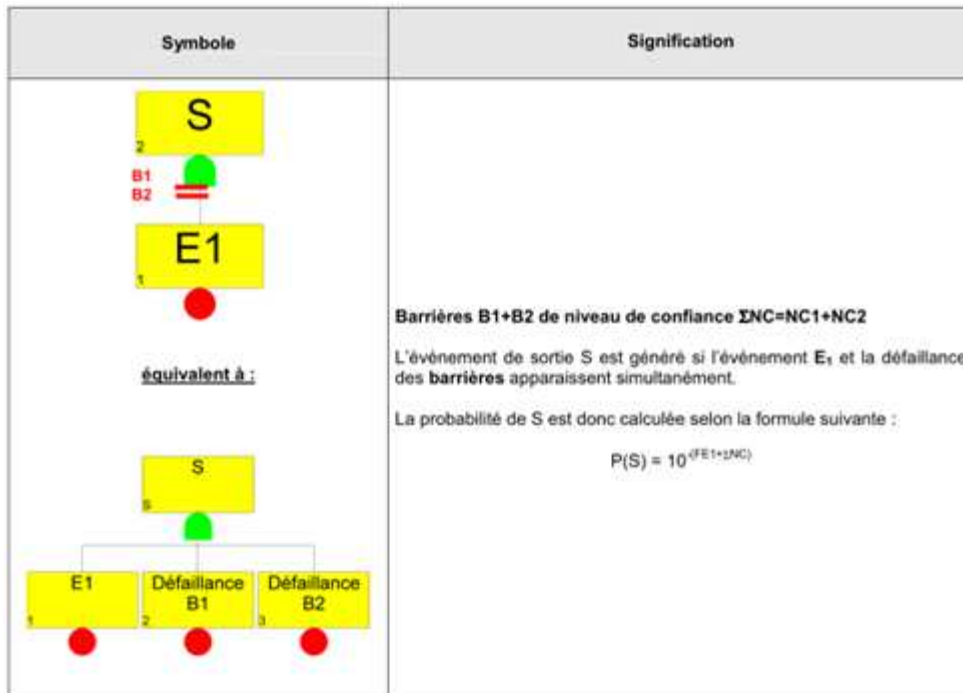 Symbole
Signification
S
2
B1
B2
E1
1
équivalent à :
S
S
E1
1
Défaillance
B1
2
Défaillance
B2
3
Barrières B1+B2 de niveau de confiance ΣNC=NC1+NC2
L'événement de sortie S est généré si l'événement E₁ et la défaillance
des barrières apparaissent simultanément.
La probabilité de S est donc calculée selon la formule suivante :
P(S) = 10^-(FE1+ΣNC)